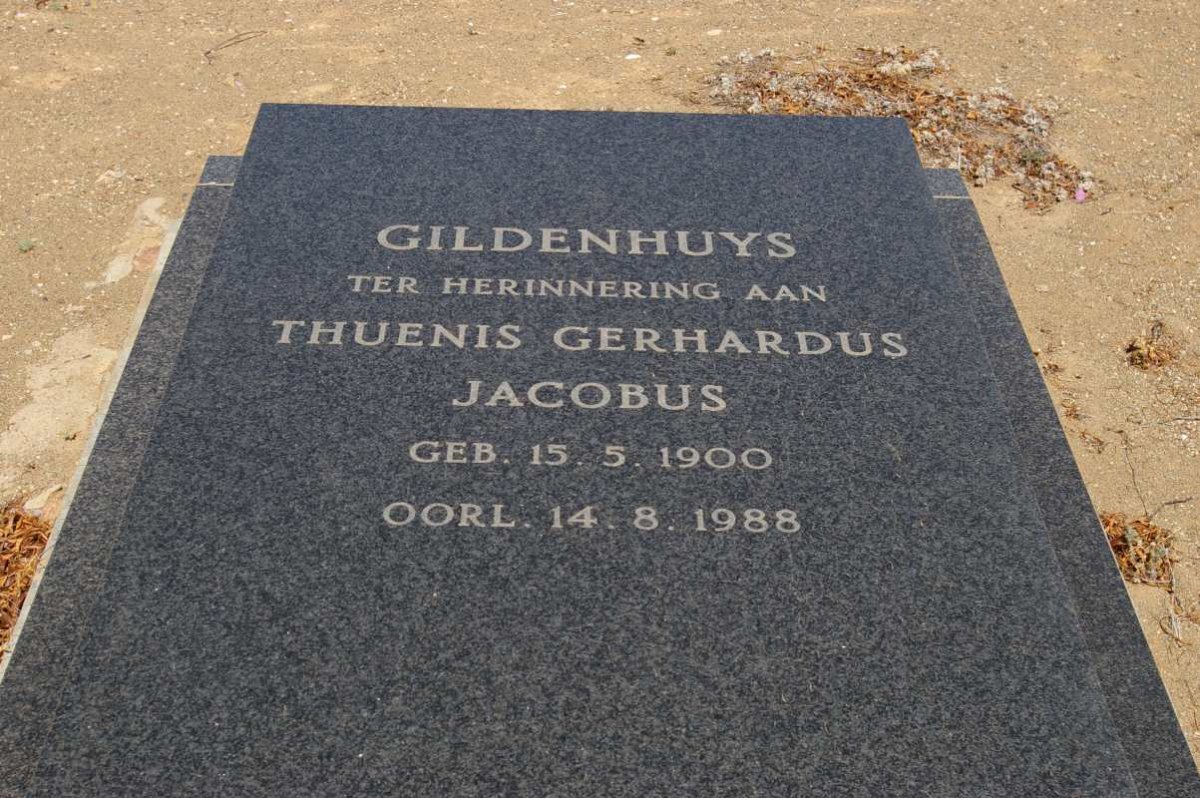 GILDENHUYS
TER HERINNERING AAN
THUENIS GERHARDUS
JACOBUS
GEB. 15. 5. 1900
OORL. 14. 8. 1988